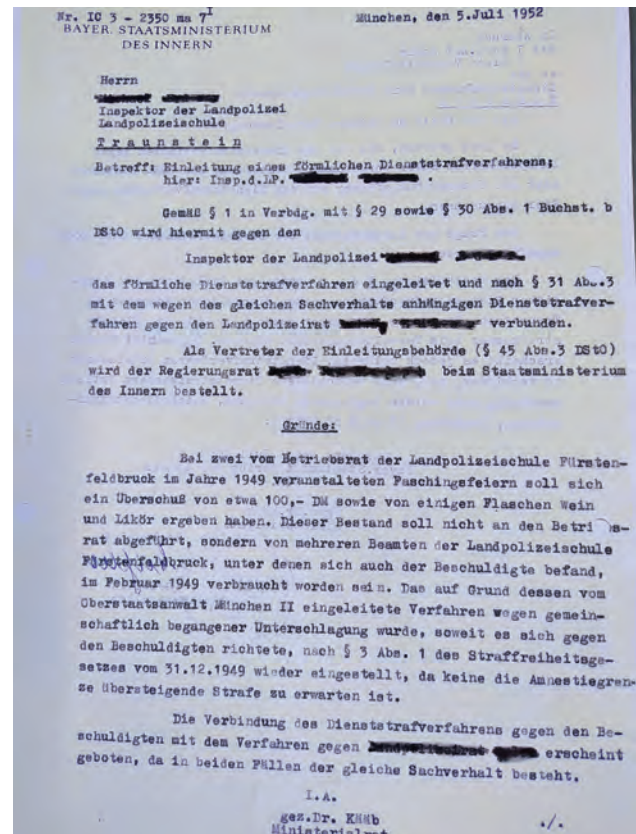 Nr. IC 3 - 2350 ma 7I
München, den 5.Juli 1952
BAYER. STAATSMINISTERIUM
DES INNERN
Herrn
Inspektor der Landpolizei
Landpolizeischule
Traunstein
Betreff: Einleitung eines förmlichen Dienststrafverfahrens;
hier: Insp.d.LP.
Gemäß § 1 in Verbdg. mit § 29 sowie § 30 Abs. 1 Buchst. b
DStO wird hiermit gegen den
Inspektor der Landpolizei
das förmliche Dienststrafverfahren eingeleitet und nach § 31 Abs.3
mit dem wegen des gleichen Sachverhalts anhängigen Dienststrafver-
fahren gegen den Landpolizeirat verbunden.
Als Vertreter der Einleitungsbehörde (§ 45 Abs.3 DStO)
wird der Regierungsrat beim Staatsministerium
des Innern bestellt.
Gründe:
Bei zwei vom Betriebsrat der Landpolizeischule Fürsten-
feldbruck im Jahre 1949 veranstalteten Faschingsfeiern soll sich
ein Überschuß von etwa 100,- DM sowie von einigen Flaschen Wein
und Likör ergeben haben. Dieser Bestand soll nicht an den Betriebs-
rat abgeführt, sondern von mehreren Beamten der Landpolizeischule
Fürstenfeldbruck, unter denen sich auch der Beschuldigte befand,
im Februar 1949 verbraucht worden sein. Das auf Grund dessen vom
Oberstaatsanwalt München II eingeleitete Verfahren wegen gemein-
schaftlich begangener Unterschlagung wurde, soweit es sich gegen
den Beschuldigten richtete, nach § 3 Abs. 1 des Straffreiheitsge-
setzes vom 31.12.1949 wieder eingestellt, da keine die Amnestiegren-
ze übersteigende Strafe zu erwarten ist.
Die Verbindung des Dienststrafverfahrens gegen den Be-
schuldigten mit dem Verfahren gegen erscheint
geboten, da in beiden Fällen der gleiche Sachverhalt besteht.
I.A.
gez.Dr. Kääb
Ministerialrat
./.